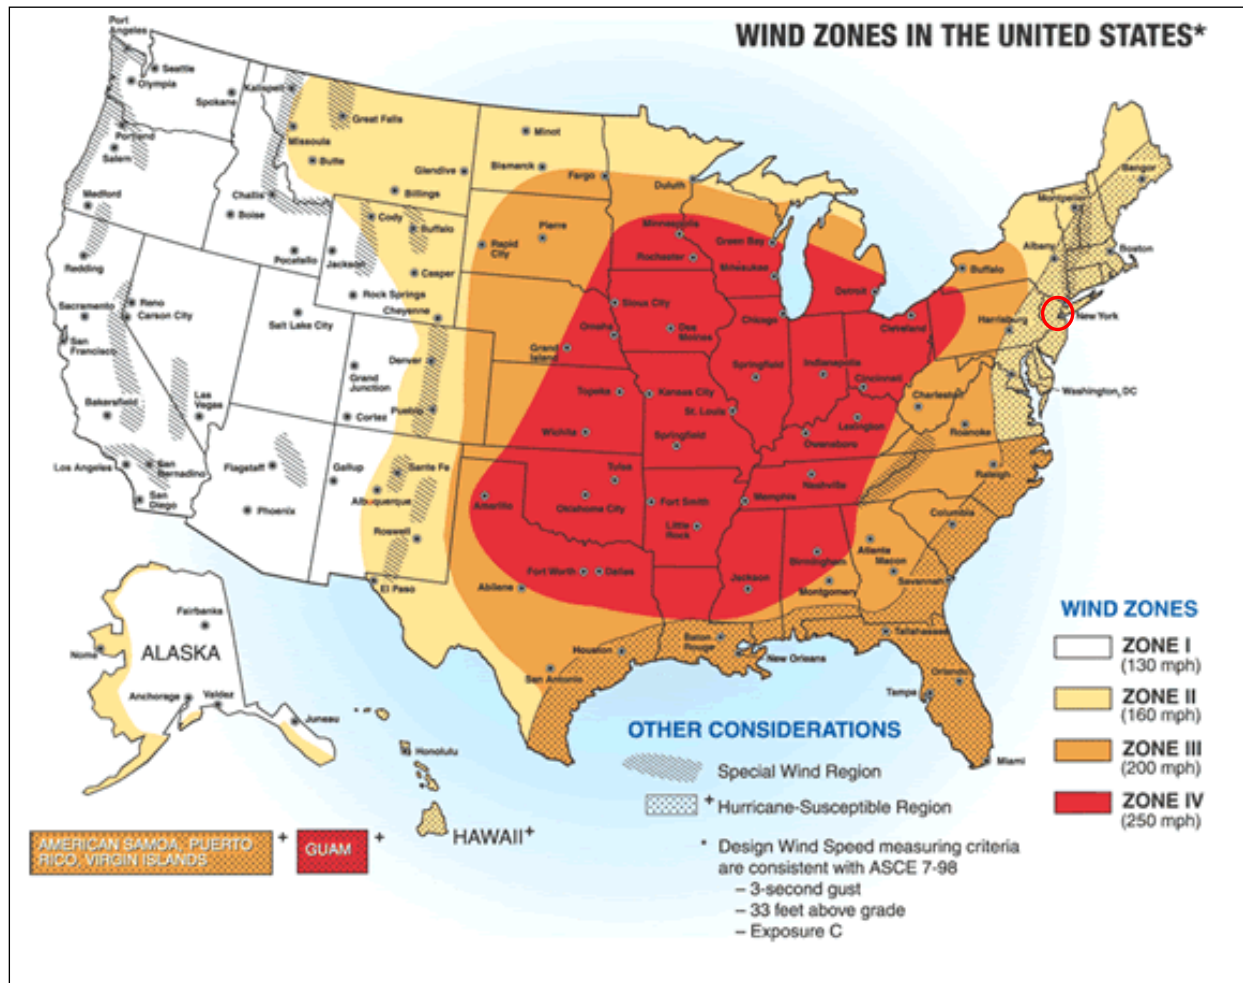 WIND ZONES IN THE UNITED STATES*
Port
Angeles
Seattle
Olympia
Spokane
Kalispell
Great Falls
Missoula
Butte
Glendive
Billings
Minot
Bismarck
Fargo
Duluth
Portland
Salem
Medford
Challis
Boise
Pocatello
Cody
Buffalo
Jackson
Casper
Rock Springs
Cheyenne
Rapid
City
Pierre
Minneapolis
Rochester
Green Bay
Milwaukee
Sioux City
Des
Moines
Omaha
Grand
Island
Chicago
Detroit
Cleveland
Buffalo
Albany
Montpelier
Bangor
Boston
New York
Harrisburg
Washington, DC
Redding
Sacramento
Reno
Carson City
San
Francisco
Salt Lake City
Grand
Junction
Denver
Pueblo
Cortez
Las
Vegas
Bakersfield
Los Angeles
San
Bernadino
San
Diego
Flagstaff
Phoenix
Gallup
Sante Fe
Albuquerque
Roswell
El Paso
Topeka
Kansas City
Wichita
Springfield
St. Louis
Springfield
Indianapolis
Cincinnati
Lexington
Owensboro
Charleston
Roanoke
Raleigh
Amarillo
Tulsa
Oklahoma City
Fort Smith
Little
Rock
Memphis
Nashville
Fort Worth
Dallas
Abilene
Jackson
Birmingham
Montgomery
Atlanta
Macon
Columbia
Savannah
Tallahassee
Houston
San Antonio
Baton
Rouge
New Orleans
Orlando
Tampa
Miami
Fairbanks
Nome
ALASKA
Anchorage
Valdez
Juneau
Honolulu
HAWAII+
AMERICAN SAMOA, PUERTO
RICO, VIRGIN ISLANDS
+
GUAM
+
WIND ZONES
ZONE I
(130 mph)
ZONE II
(160 mph)
ZONE III
(200 mph)
ZONE IV
(250 mph)
OTHER CONSIDERATIONS
Special Wind Region
+ Hurricane-Susceptible Region
* Design Wind Speed measuring criteria
are consistent with ASCE 7-98
– 3-second gust
– 33 feet above grade
– Exposure C